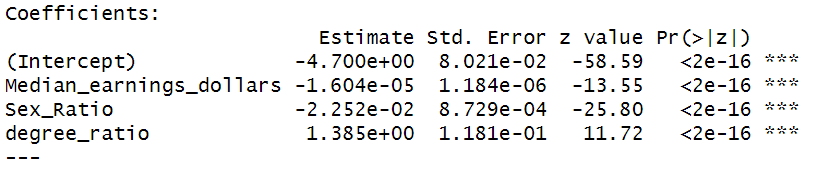 Coefficients:
                         Estimate Std. Error z value Pr(>|z|)    
(Intercept)            -4.700e+00  8.021e-02  -58.59   <2e-16 ***
Median_earnings_dollars -1.604e-05  1.184e-06  -13.55   <2e-16 ***
Sex_Ratio              -2.252e-02  8.729e-04  -25.80   <2e-16 ***
degree_ratio            1.385e+00  1.181e-01   11.72   <2e-16 ***
---